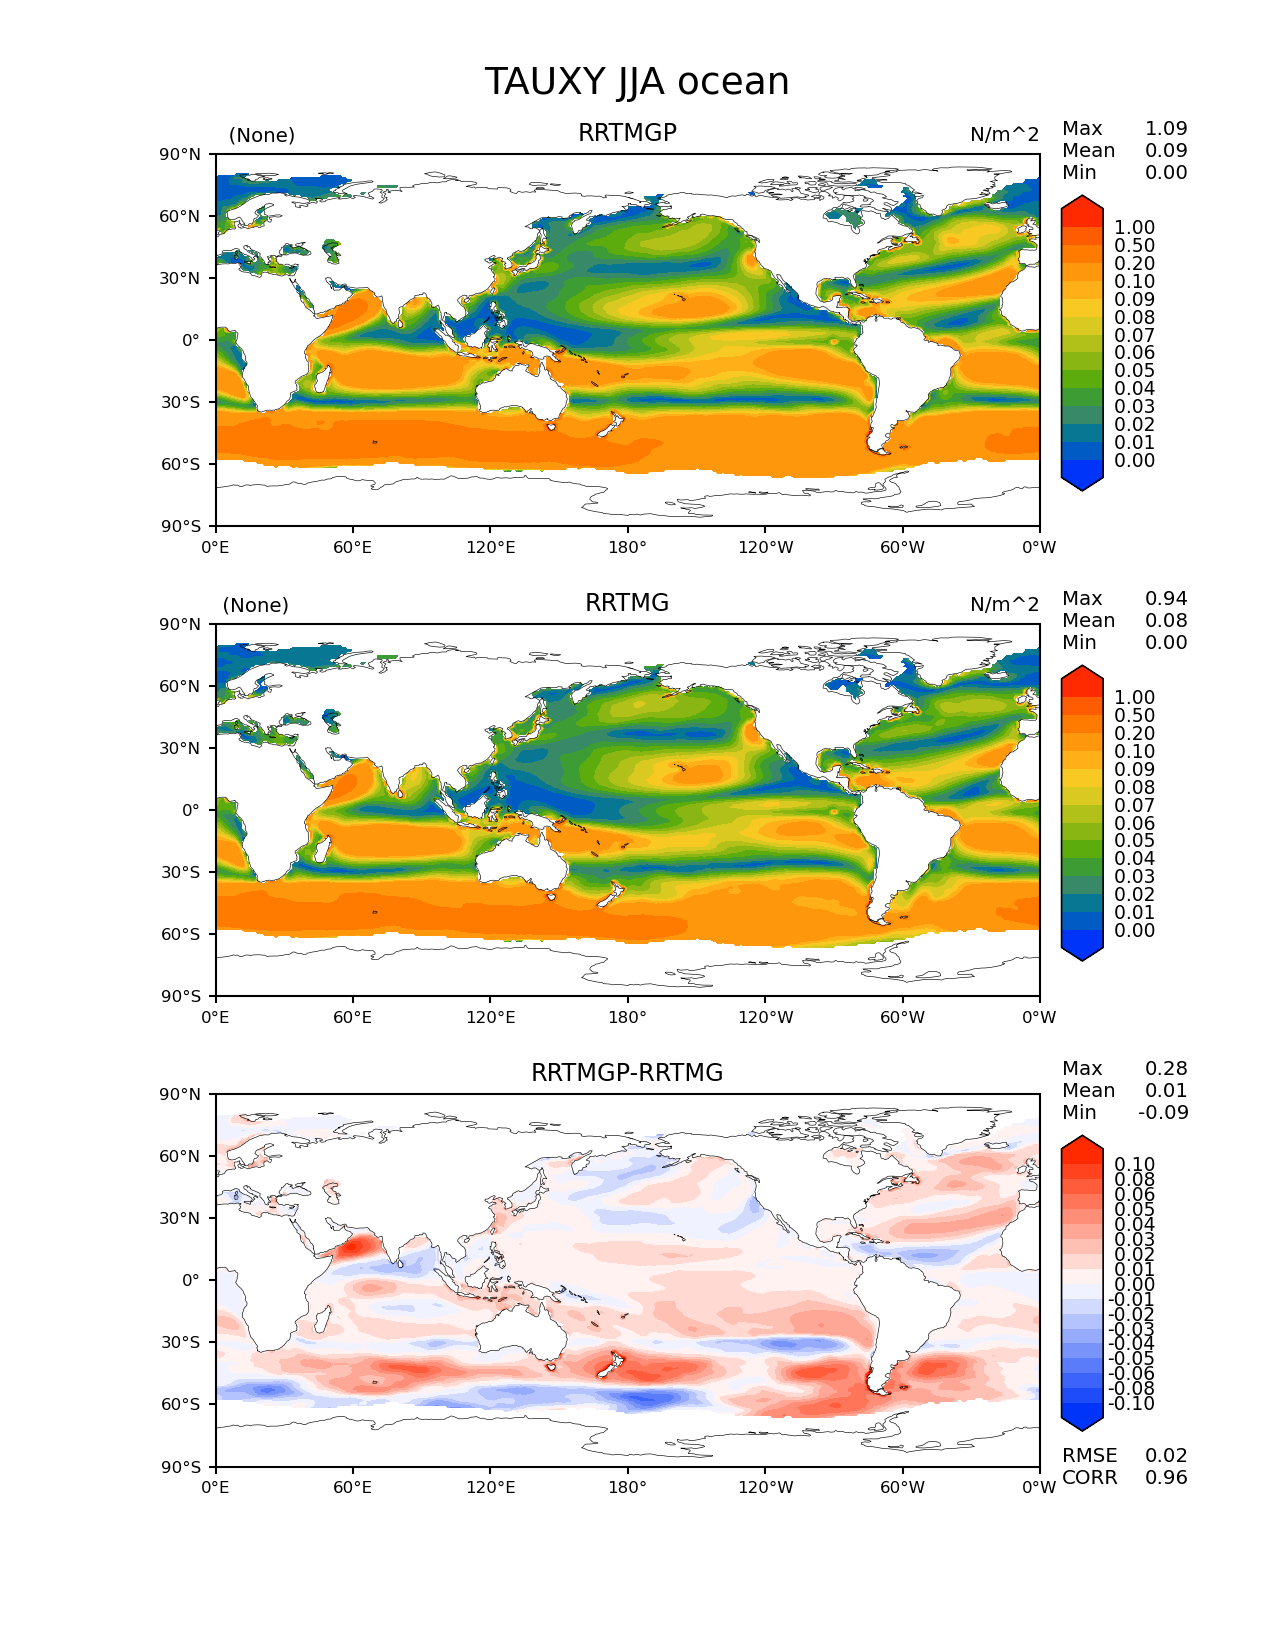 TAUXY JJA ocean
(None) RRTMGP N/m^2
Max 1.09
Mean 0.09
Min 0.00
90°N
60°N
30°N
0°
30°S
60°S
90°S
0°E 60°E 120°E 180° 120°W 60°W 0°W
1.00
0.50
0.20
0.10
0.09
0.08
0.07
0.06
0.05
0.04
0.03
0.02
0.01
0.00
(None) RRTMG N/m^2
Max 0.94
Mean 0.08
Min 0.00
90°N
60°N
30°N
0°
30°S
60°S
90°S
0°E 60°E 120°E 180° 120°W 60°W 0°W
1.00
0.50
0.20
0.10
0.09
0.08
0.07
0.06
0.05
0.04
0.03
0.02
0.01
0.00
RRTMGP-RRTMG
Max 0.28
Mean 0.01
Min -0.09
90°N
60°N
30°N
0°
30°S
60°S
90°S
0°E 60°E 120°E 180° 120°W 60°W 0°W
0.10
0.08
0.06
0.05
0.04
0.03
0.02
0.01
0.00
-0.01
-0.02
-0.03
-0.04
-0.05
-0.06
-0.08
-0.10
RMSE 0.02
CORR 0.96